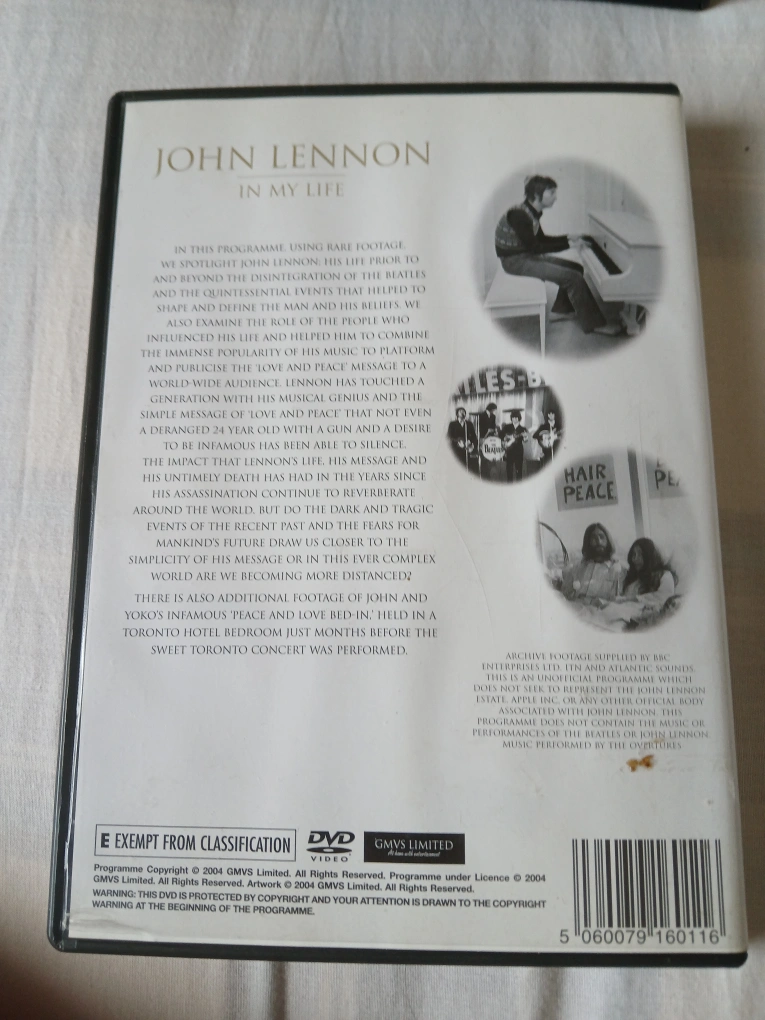 JOHN LENNON
IN MY LIFE
IN THIS PROGRAMME, USING RARE FOOTAGE,
WE SPOTLIGHT JOHN LENNON; HIS LIFE PRIOR TO
AND BEYOND THE DISINTEGRATION OF THE BEATLES
AND THE QUINTESSENTIAL EVENTS THAT HELPED TO
SHAPE AND DEFINE THE MAN AND HIS BELIEFS. WE
ALSO EXAMINE THE ROLE OF THE PEOPLE WHO
INFLUENCED HIS LIFE AND HELPED HIM TO COMBINE
THE IMMENSE POPULARITY OF HIS MUSIC TO PLATFORM
AND PUBLICISE THE 'LOVE AND PEACE' MESSAGE TO A
WORLD-WIDE AUDIENCE. LENNON HAS TOUCHED A
GENERATION WITH HIS MUSICAL GENIUS AND THE
SIMPLE MESSAGE OF 'LOVE AND PEACE' THAT NOT EVEN
A DERANGED 24 YEAR OLD WITH A GUN AND A DESIRE
TO BE INFAMOUS HAS BEEN ABLE TO SILENCE.
THE IMPACT THAT LENNON'S LIFE, HIS MESSAGE AND
HIS UNTIMELY DEATH HAS HAD IN THE YEARS SINCE
HIS ASSASSINATION CONTINUE TO REVERBERATE
AROUND THE WORLD. BUT DO THE DARK AND TRAGIC
EVENTS OF THE RECENT PAST AND THE FEARS FOR
MANKIND'S FUTURE DRAW US CLOSER TO THE
SIMPLICITY OF HIS MESSAGE OR IN THIS EVER COMPLEX
WORLD ARE WE BECOMING MORE DISTANCED?
THERE IS ALSO ADDITIONAL FOOTAGE OF JOHN AND
YOKO'S INFAMOUS 'PEACE AND LOVE BED-IN,' HELD IN A
TORONTO HOTEL BEDROOM JUST MONTHS BEFORE THE
SWEET TORONTO CONCERT WAS PERFORMED.
TLES-B
THE
BEATLES
HAIR
PEACE
PE
ARCHIVE FOOTAGE SUPPLIED BY BBC
ENTERPRISES LTD, ITN AND ATLANTIC SOUNDS.
THIS IS AN UNOFFICIAL PROGRAMME WHICH
DOES NOT SEEK TO REPRESENT THE JOHN LENNON
ESTATE, APPLE INC. OR ANY OTHER OFFICIAL BODY
ASSOCIATED WITH JOHN LENNON. THIS
PROGRAMME DOES NOT CONTAIN THE MUSIC OR
PERFORMANCES OF THE BEATLES OR JOHN LENNON.
MUSIC PERFORMED BY THE OVERTURES
E EXEMPT FROM CLASSIFICATION
DVD
VIDEO
GMVS LIMITED
At home with entertainment
Programme Copyright © 2004 GMVS Limited. All Rights Reserved. Programme under Licence © 2004
GMVS Limited. All Rights Reserved. Artwork © 2004 GMVS Limited. All Rights Reserved.
WARNING: THIS DVD IS PROTECTED BY COPYRIGHT AND YOUR ATTENTION IS DRAWN TO THE COPYRIGHT
WARNING AT THE BEGINNING OF THE PROGRAMME.
5 060079 160116